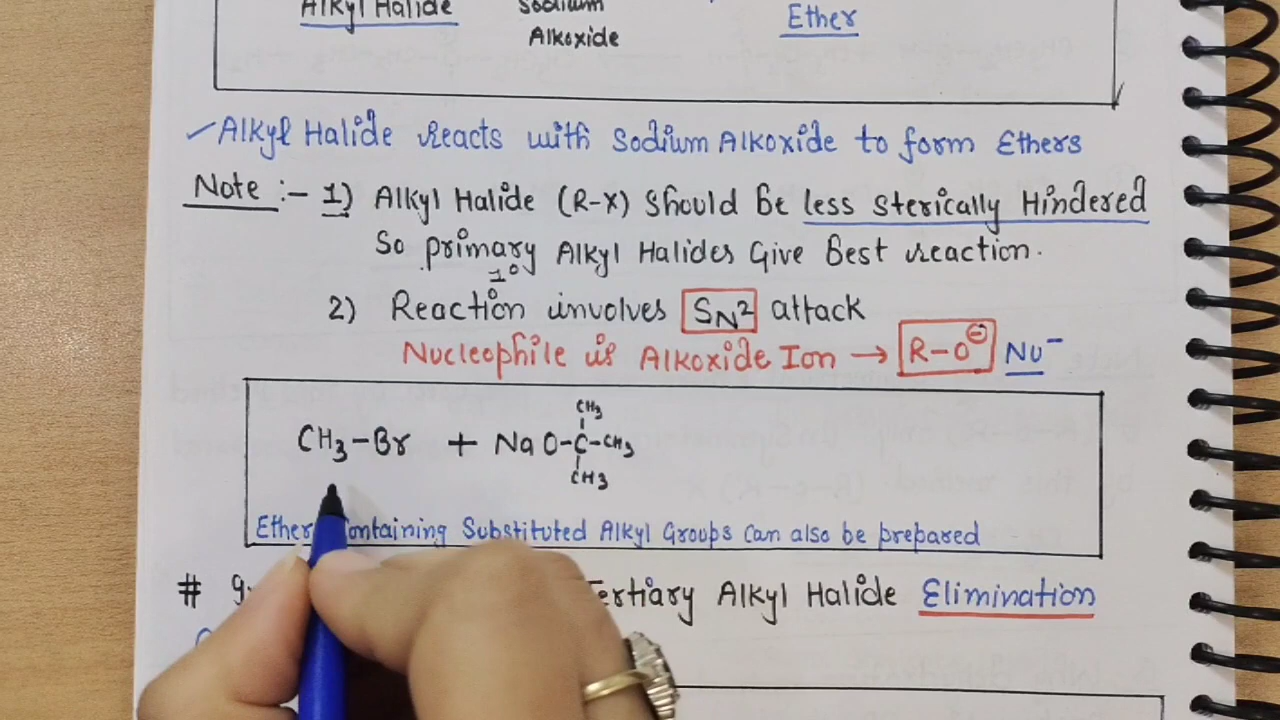 Alkyl Halide Sodium
Alkoxide
Ether
✓Alkyl Halide reacts with Sodium Alkoxide to form Ethers
Note :- 1) Alkyl Halide (R-X) Should be less sterically Hindered
So primary Alkyl Halides Give Best reaction.
1°
2) Reaction involves SN2 attack
Nucleophile is Alkoxide Ion → R-O⊖ Nu⁻
CH3
CH3-Br + NaO-C-CH3
CH3
Ether Containing Substituted Alkyl Groups Can also be prepared
# Tertiary Alkyl Halide Elimination